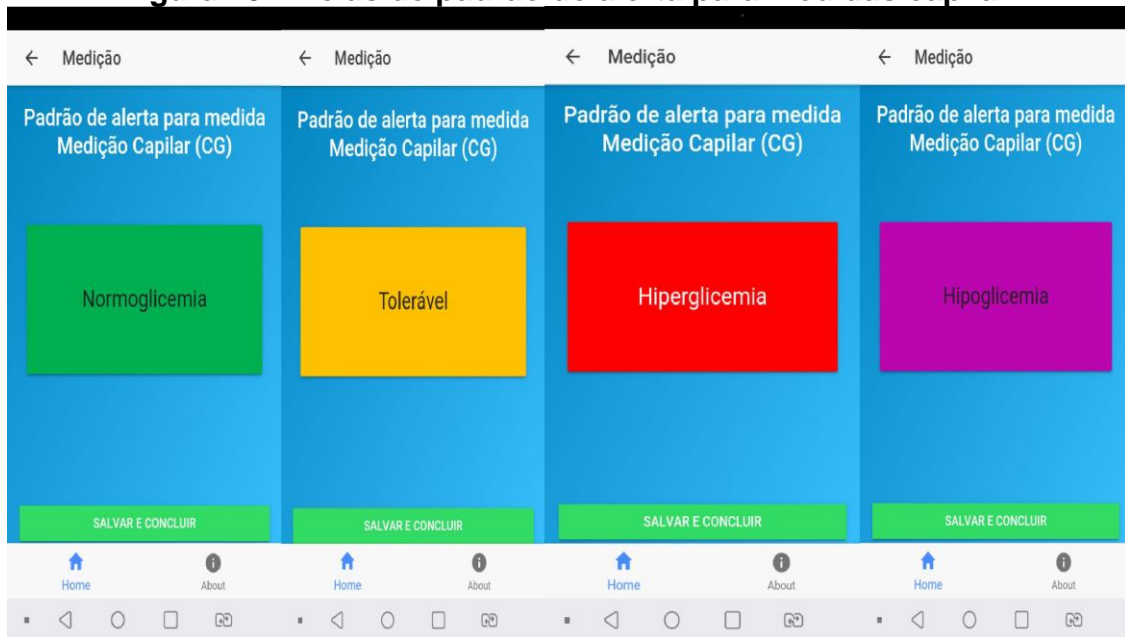 ← Medição
Padrão de alerta para medida
Medição Capilar (CG)
Normoglicemia
SALVAR E CONCLUIR
Home About
← Medição
Padrão de alerta para medida
Medição Capilar (CG)
Tolerável
SALVAR E CONCLUIR
Home About
← Medição
Padrão de alerta para medida
Medição Capilar (CG)
Hiperglicemia
SALVAR E CONCLUIR
Home About
← Medição
Padrão de alerta para medida
Medição Capilar (CG)
Hipoglicemia
SALVAR E CONCLUIR
Home About